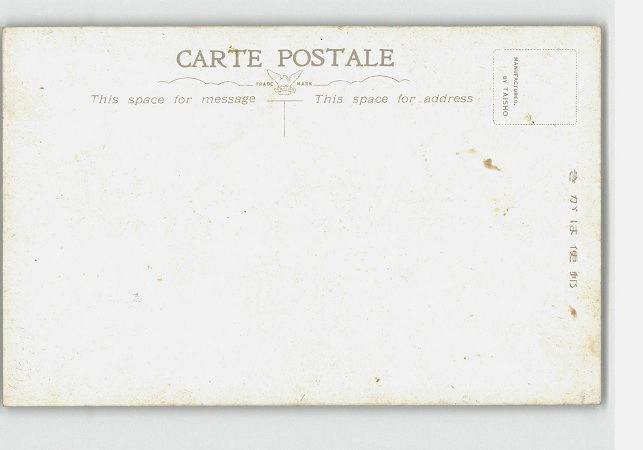 CARTE POSTALE
TRADE MARK
This space for message
This space for address
MANUFACTURED.
BY TAISHO
きがは便郵